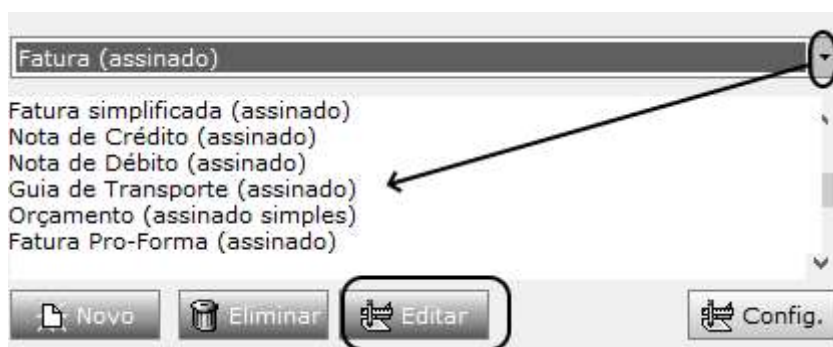 Fatura (assinado)
Fatura simplificada (assinado)
Nota de Crédito (assinado)
Nota de Débito (assinado)
Guia de Transporte (assinado)
Orçamento (assinado simples)
Fatura Pro-Forma (assinado)
Novo Eliminar Editar Config.